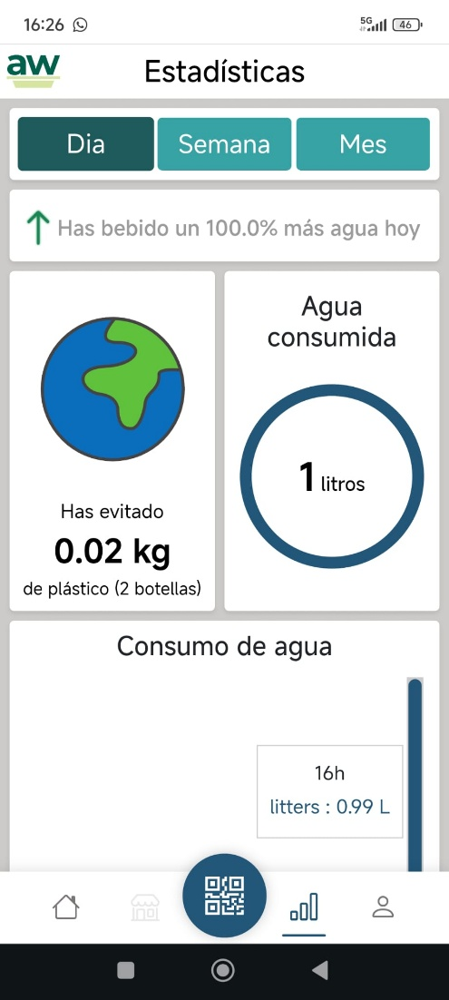 16:26
5G
46
aw
Estadísticas
Dia
Semana
Mes
Has bebido un 100.0% más agua hoy
Has evitado
0.02 kg
de plástico (2 botellas)
Agua
consumida
1 litros
Consumo de agua
16h
litters : 0.99 L